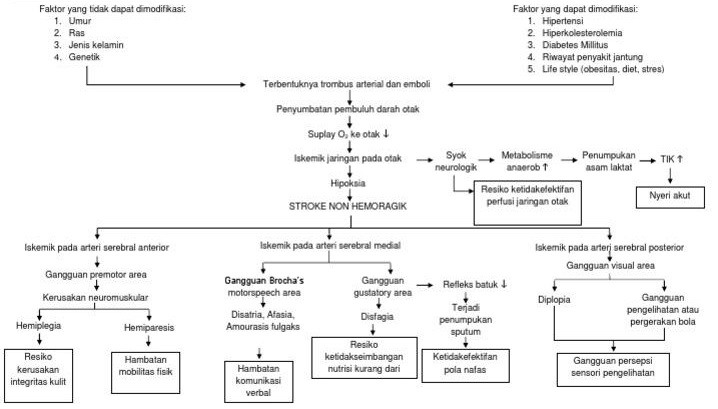 Faktor yang tidak dapat dimodifikasi:
1. Umur
2. Ras
3. Jenis kelamin
4. Genetik
Faktor yang dapat dimodifikasi:
1. Hipertensi
2. Hiperkolesterolemia
3. Diabetes Millitus
4. Riwayat penyakit jantung
5. Life style (obesitas, diet, stres)
Terbentuknya trombus arterial dan emboli
Penyumbatan pembuluh darah otak
Suplay O₂ ke otak ↓
Iskemik jaringan pada otak
Syok
neurologik
Metabolisme
anaerob ↑
Penumpukan
asam laktat
TIK ↑
Hipoksia
Resiko ketidakefektifan
perfusi jaringan otak
Nyeri akut
STROKE NON HEMORAGIK
Iskemik pada arteri serebral anterior
Gangguan premotor area
Kerusakan neuromuskular
Hemiplegia
Hemiparesis
Resiko
kerusakan
integritas kulit
Hambatan
mobilitas fisik
Iskemik pada arteri serebral medial
Gangguan Brocha's
motorspeech area
Disatria, Afasia,
Amourasis fulgaks
Hambatan
komunikasi
verbal
Gangguan
gustatory area
Disfagia
Resiko
ketidakseimbangan
nutrisi kurang dari
Refleks batuk ↓
Terjadi
penumpukan
sputum
Ketidakefektifan
pola nafas
Iskemik pada arteri serebral posterior
Gangguan visual area
Diplopia
Gangguan
pengelihatan atau
pergerakan bola
Gangguan persepsi
sensori pengelihatan